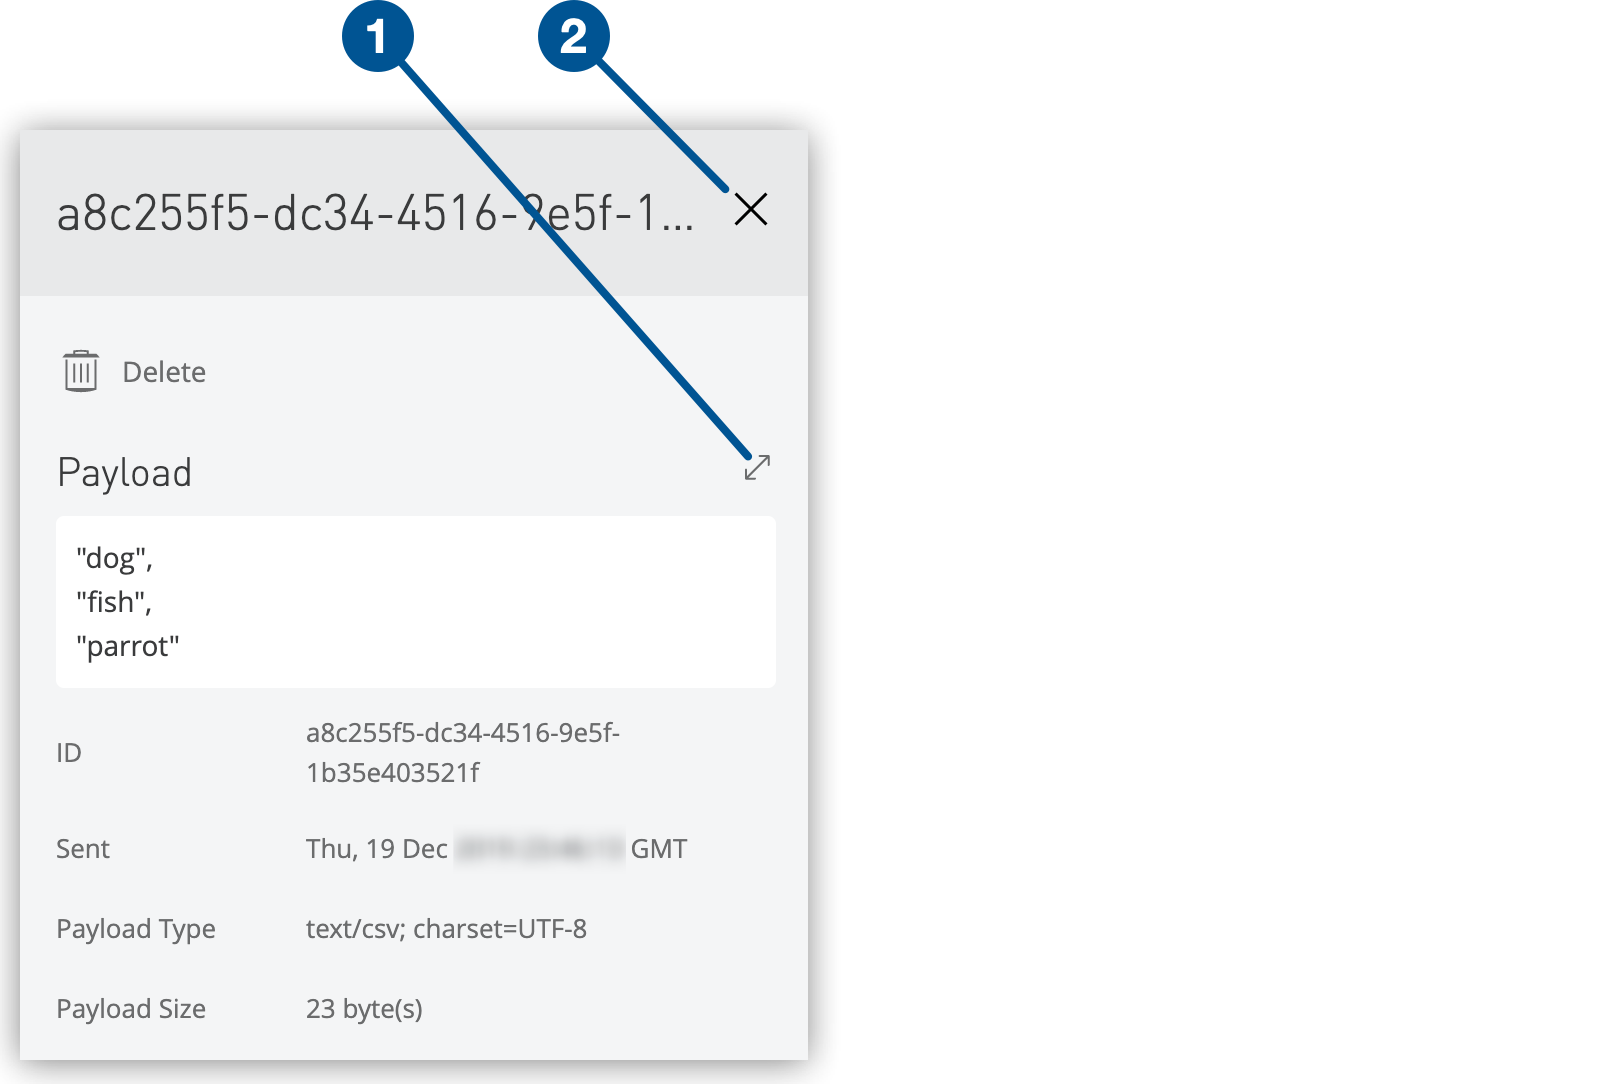 1 2
a8c255f5-dc34-4516-9e5f-1...
Delete
Payload
"dog",
"fish",
"parrot"
ID
a8c255f5-dc34-4516-9e5f-
1b35e403521f
Sent Thu, 19 Dec GMT
Payload Type text/csv; charset=UTF-8
Payload Size 23 byte(s)